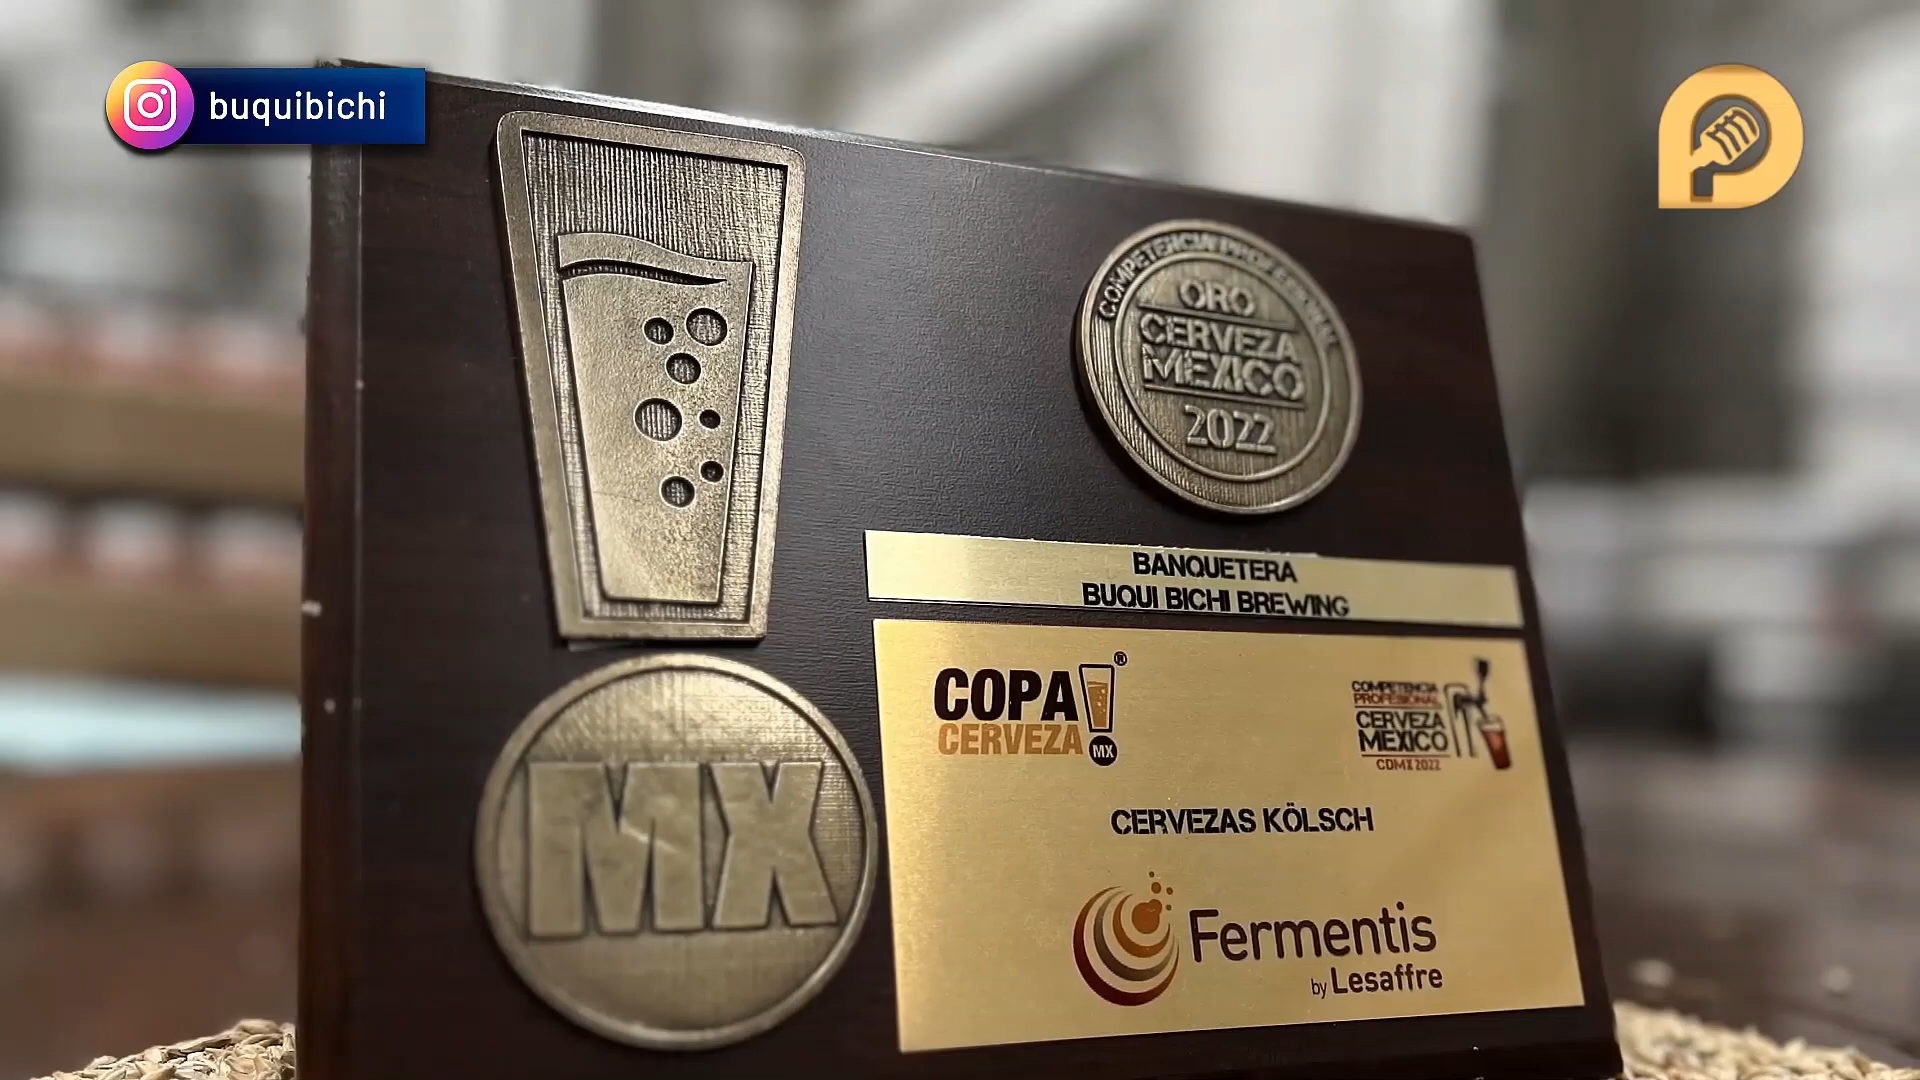 buquibichi
COMPETENCIA PROFESIONAL
ORO
CERVEZA
MEXICO
2022
BANQUETERA
BUQUI BICHI BREWING
COPA
CERVEZA
MX
®
COMPETENCIA
PROFESIONAL
CERVEZA
MEXICO
CDMX 2022
CERVEZAS KÖLSCH
Fermentis
by Lesaffre
MX